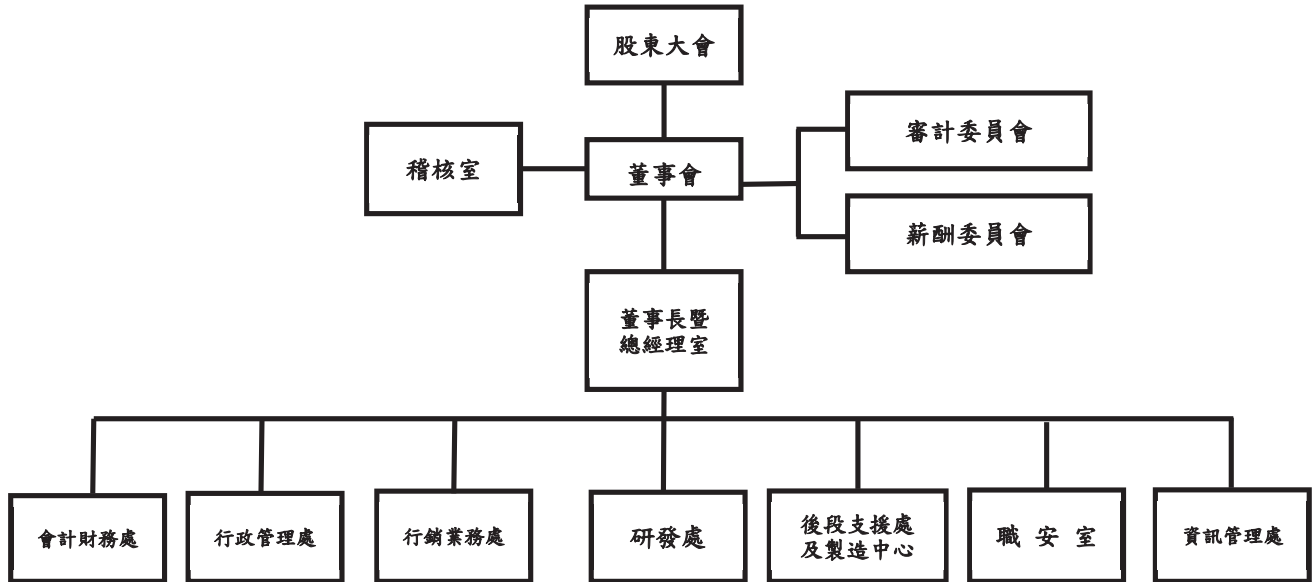 股東大會
審計委員會
稽核室
董事會
薪酬委員會
董事長暨
總經理室
會計財務處
行政管理處
行銷業務處
研發處
後段支援處
及製造中心
職 安 室
資訊管理處